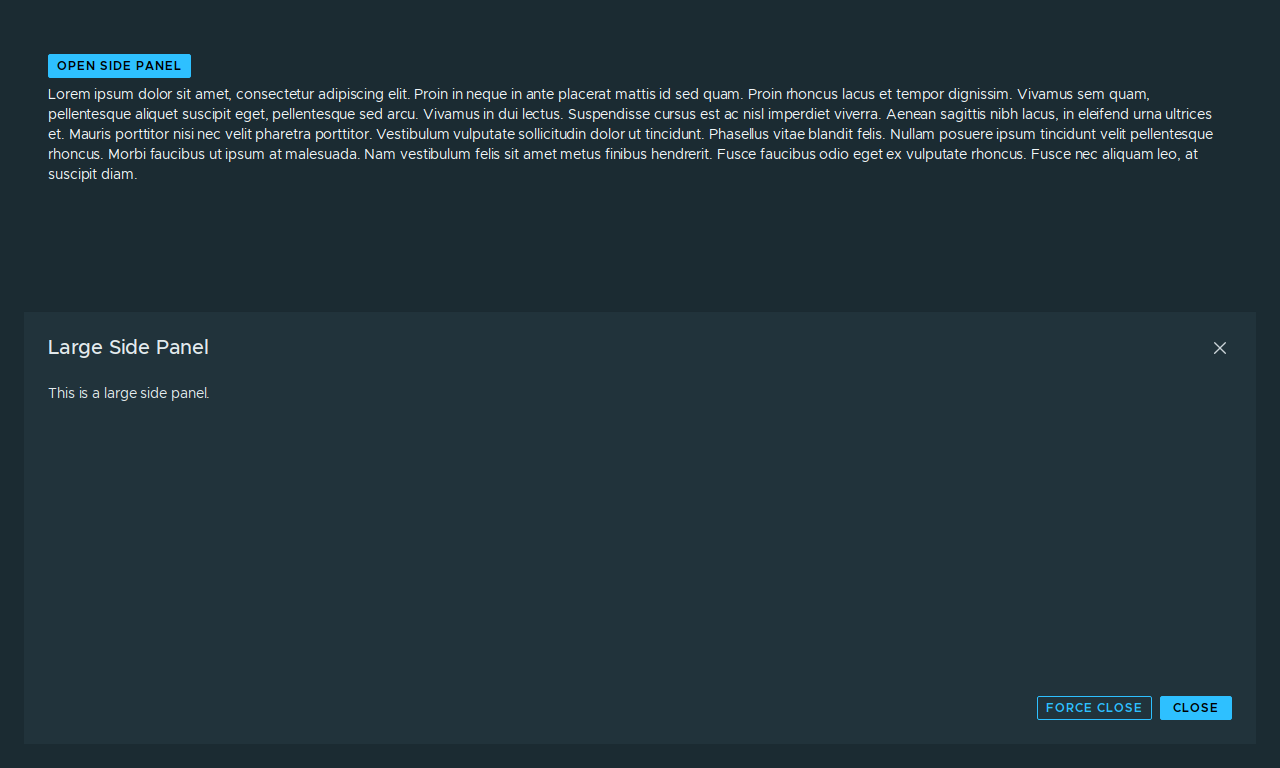 OPEN SIDE PANEL
Lorem ipsum dolor sit amet, consectetur adipiscing elit. Proin in neque in ante placerat mattis id sed quam. Proin rhoncus lacus et tempor dignissim. Vivamus sem quam,
pellentesque aliquet suscipit eget, pellentesque sed arcu. Vivamus in dui lectus. Suspendisse cursus est ac nisl imperdiet viverra. Aenean sagittis nibh lacus, in eleifend urna ultrices
et. Mauris porttitor nisi nec velit pharetra porttitor. Vestibulum vulputate sollicitudin dolor ut tincidunt. Phasellus vitae blandit felis. Nullam posuere ipsum tincidunt velit pellentesque
rhoncus. Morbi faucibus ut ipsum at malesuada. Nam vestibulum felis sit amet metus finibus hendrerit. Fusce faucibus odio eget ex vulputate rhoncus. Fusce nec aliquam leo, at
suscipit diam.
Large Side Panel
This is a large side panel.
FORCE CLOSE
CLOSE